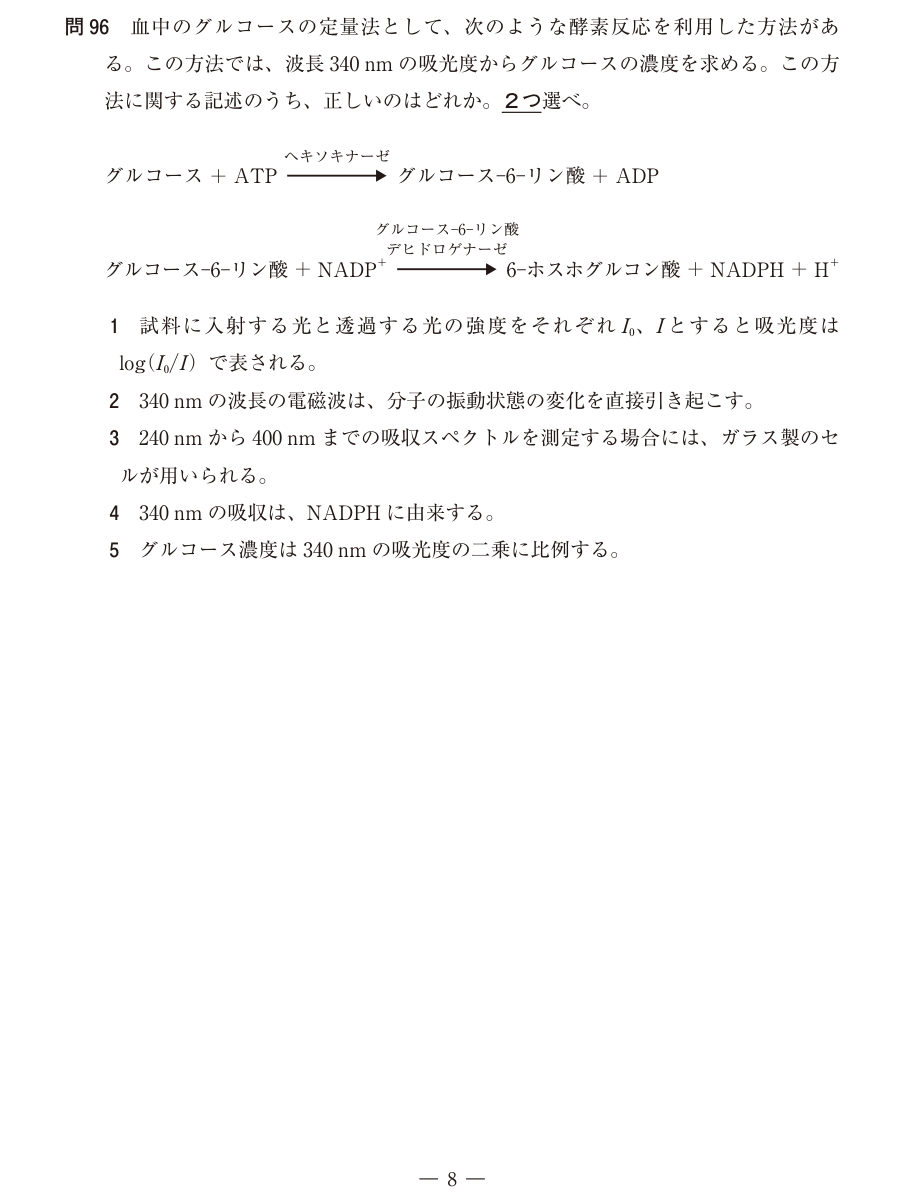 問 96　血中のグルコースの定量法として、次のような酵素反応を利用した方法があ
る。この方法では、波長 340 nm の吸光度からグルコースの濃度を求める。この方
法に関する記述のうち、正しいのはどれか。2つ選べ。
ヘキソキナーゼ
グルコース + ATP → グルコース-6-リン酸 + ADP
グルコース-6-リン酸
デヒドロゲナーゼ
グルコース-6-リン酸 + NADP⁺ → 6-ホスホグルコン酸 + NADPH + H⁺
1　試料に入射する光と透過する光の強度をそれぞれ I₀、I とすると吸光度は
log(I₀/I) で表される。
2　340 nm の波長の電磁波は、分子の振動状態の変化を直接引き起こす。
3　240 nm から 400 nm までの吸収スペクトルを測定する場合には、ガラス製のセ
ルが用いられる。
4　340 nm の吸収は、NADPH に由来する。
5　グルコース濃度は 340 nm の吸光度の二乗に比例する。
— 8 —